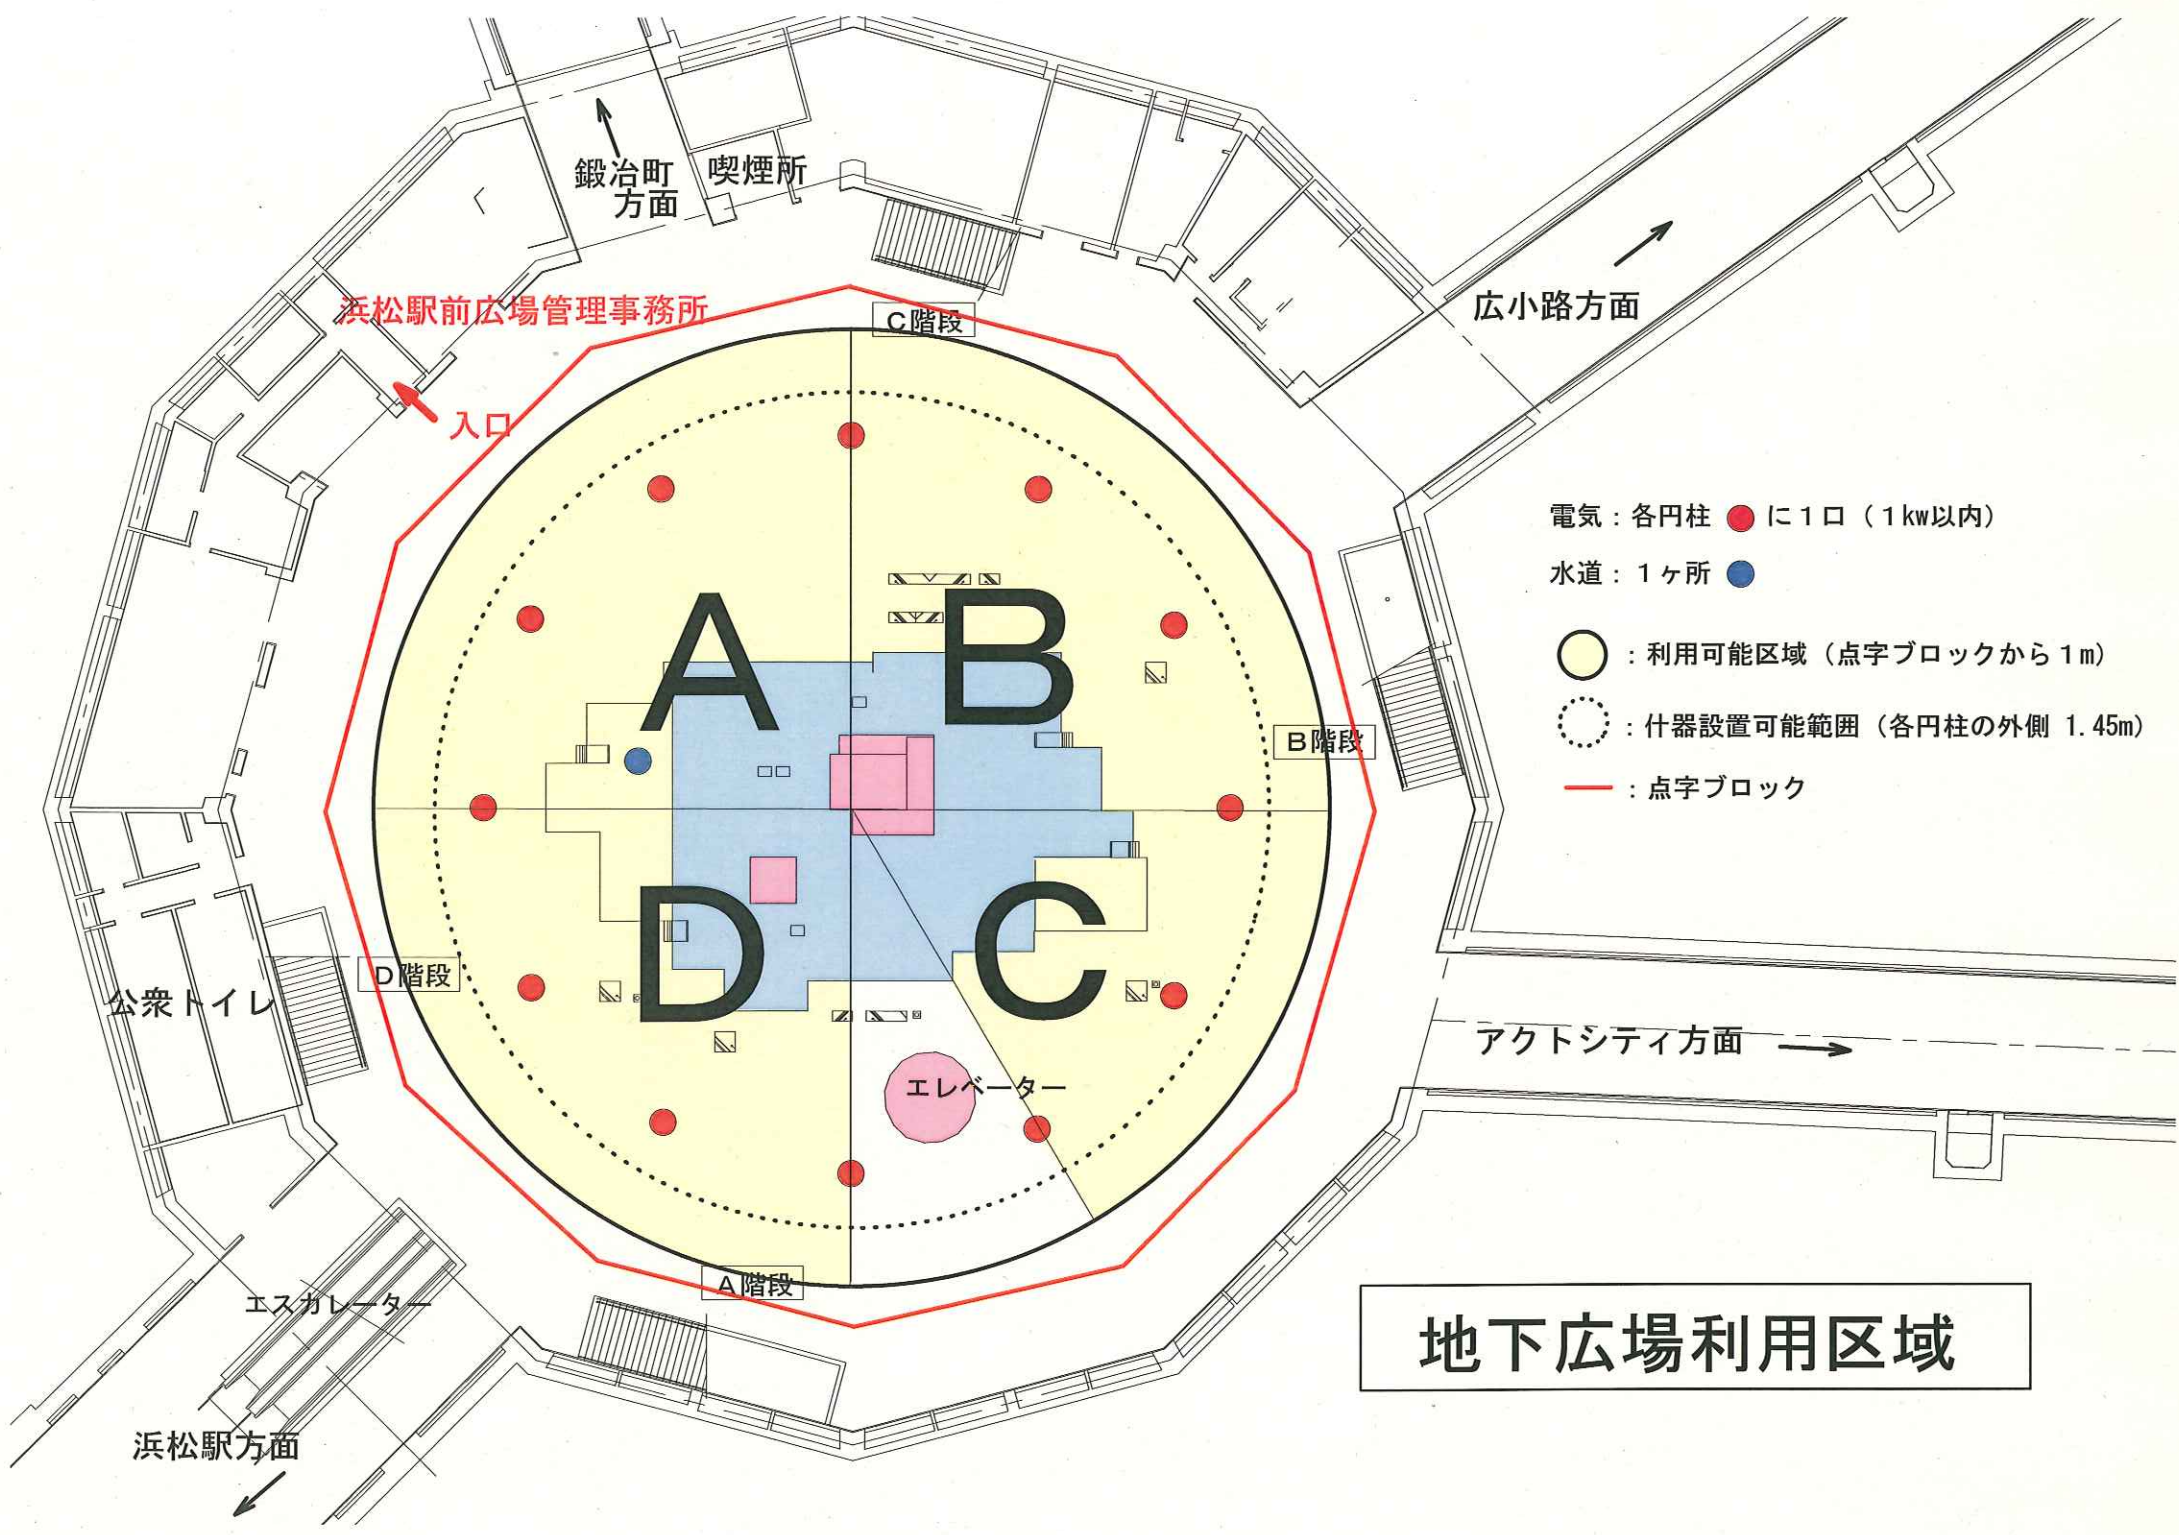 鍛冶町
方面
喫煙所
浜松駅前広場管理事務所
入口
C階段
広小路方面
電気：各円柱 に１口（１kw以内）
水道：１ヶ所
：利用可能区域（点字ブロックから１m）
：什器設置可能範囲（各円柱の外側 1.45m）
：点字ブロック
A
B
B階段
D
C
D階段
公衆トイレ
アクトシティ方面
エレベーター
A階段
エスカレーター
地下広場利用区域
浜松駅方面